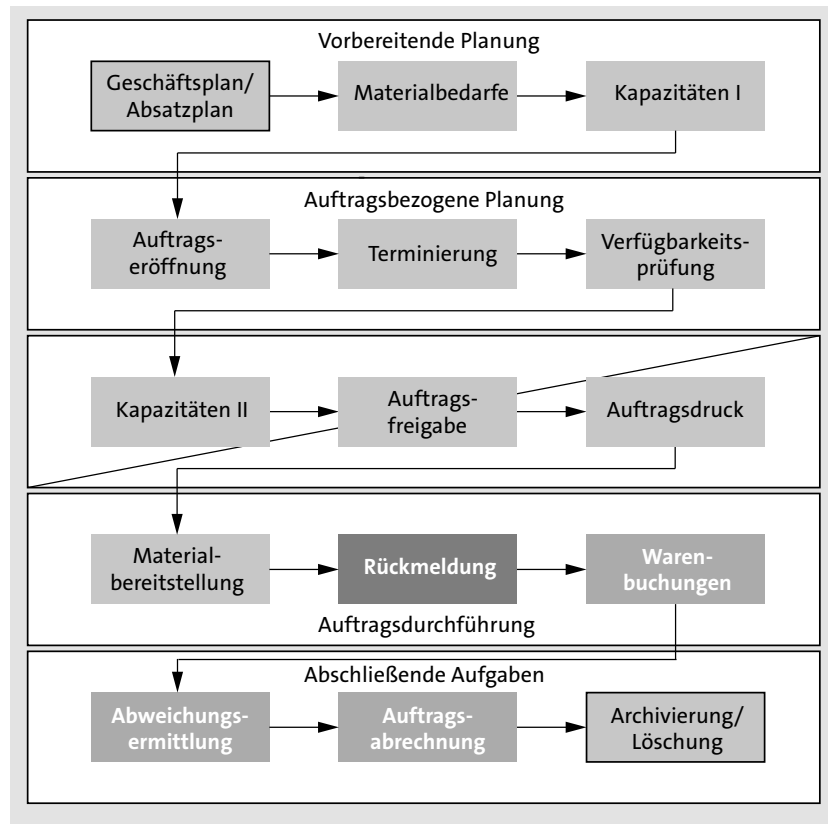 Vorbereitende Planung
Geschäftsplan/
Absatzplan
Materialbedarfe
Kapazitäten I
Auftragsbezogene Planung
Auftrags-
eröffnung
Terminierung
Verfügbarkeits-
prüfung
Kapazitäten II
Auftrags-
freigabe
Auftragsdruck
Material-
bereitstellung
Rückmeldung
Waren-
buchungen
Auftragsdurchführung
Abschließende Aufgaben
Abweichungs-
ermittlung
Auftrags-
abrechnung
Archivierung/
Löschung